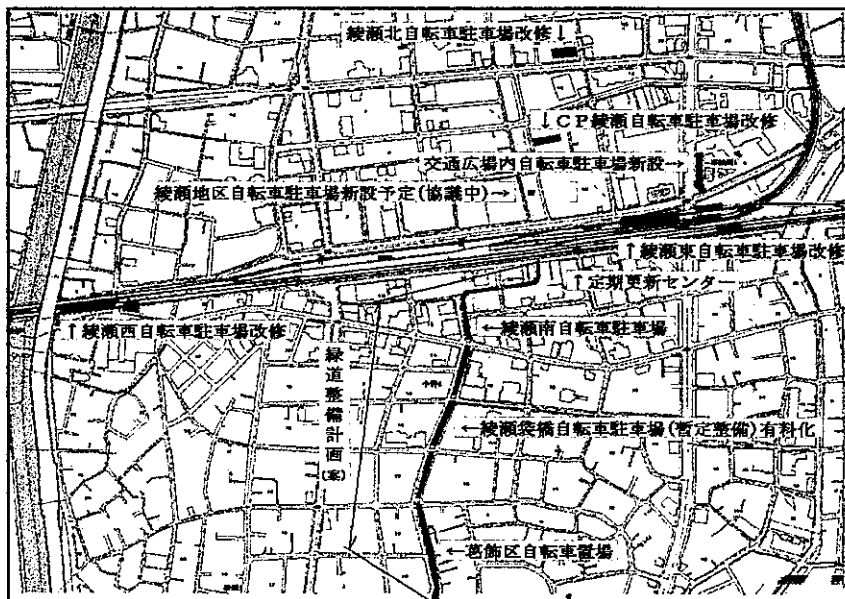 綾瀬北自転車駐車場改修↓
↓CP綾瀬自転車駐車場改修
交通広場内自転車駐車場新設→
綾瀬地区自転車駐車場新設予定(協議中)→
↑綾瀬東自転車駐車場改修
↑定期更新センター
↑綾瀬西自転車駐車場改修
←綾瀬南自転車駐車場
緑道整備計画(案)
←綾瀬袋橋自転車駐車場(暫定整備)有料化
←葛飾区自転車置場